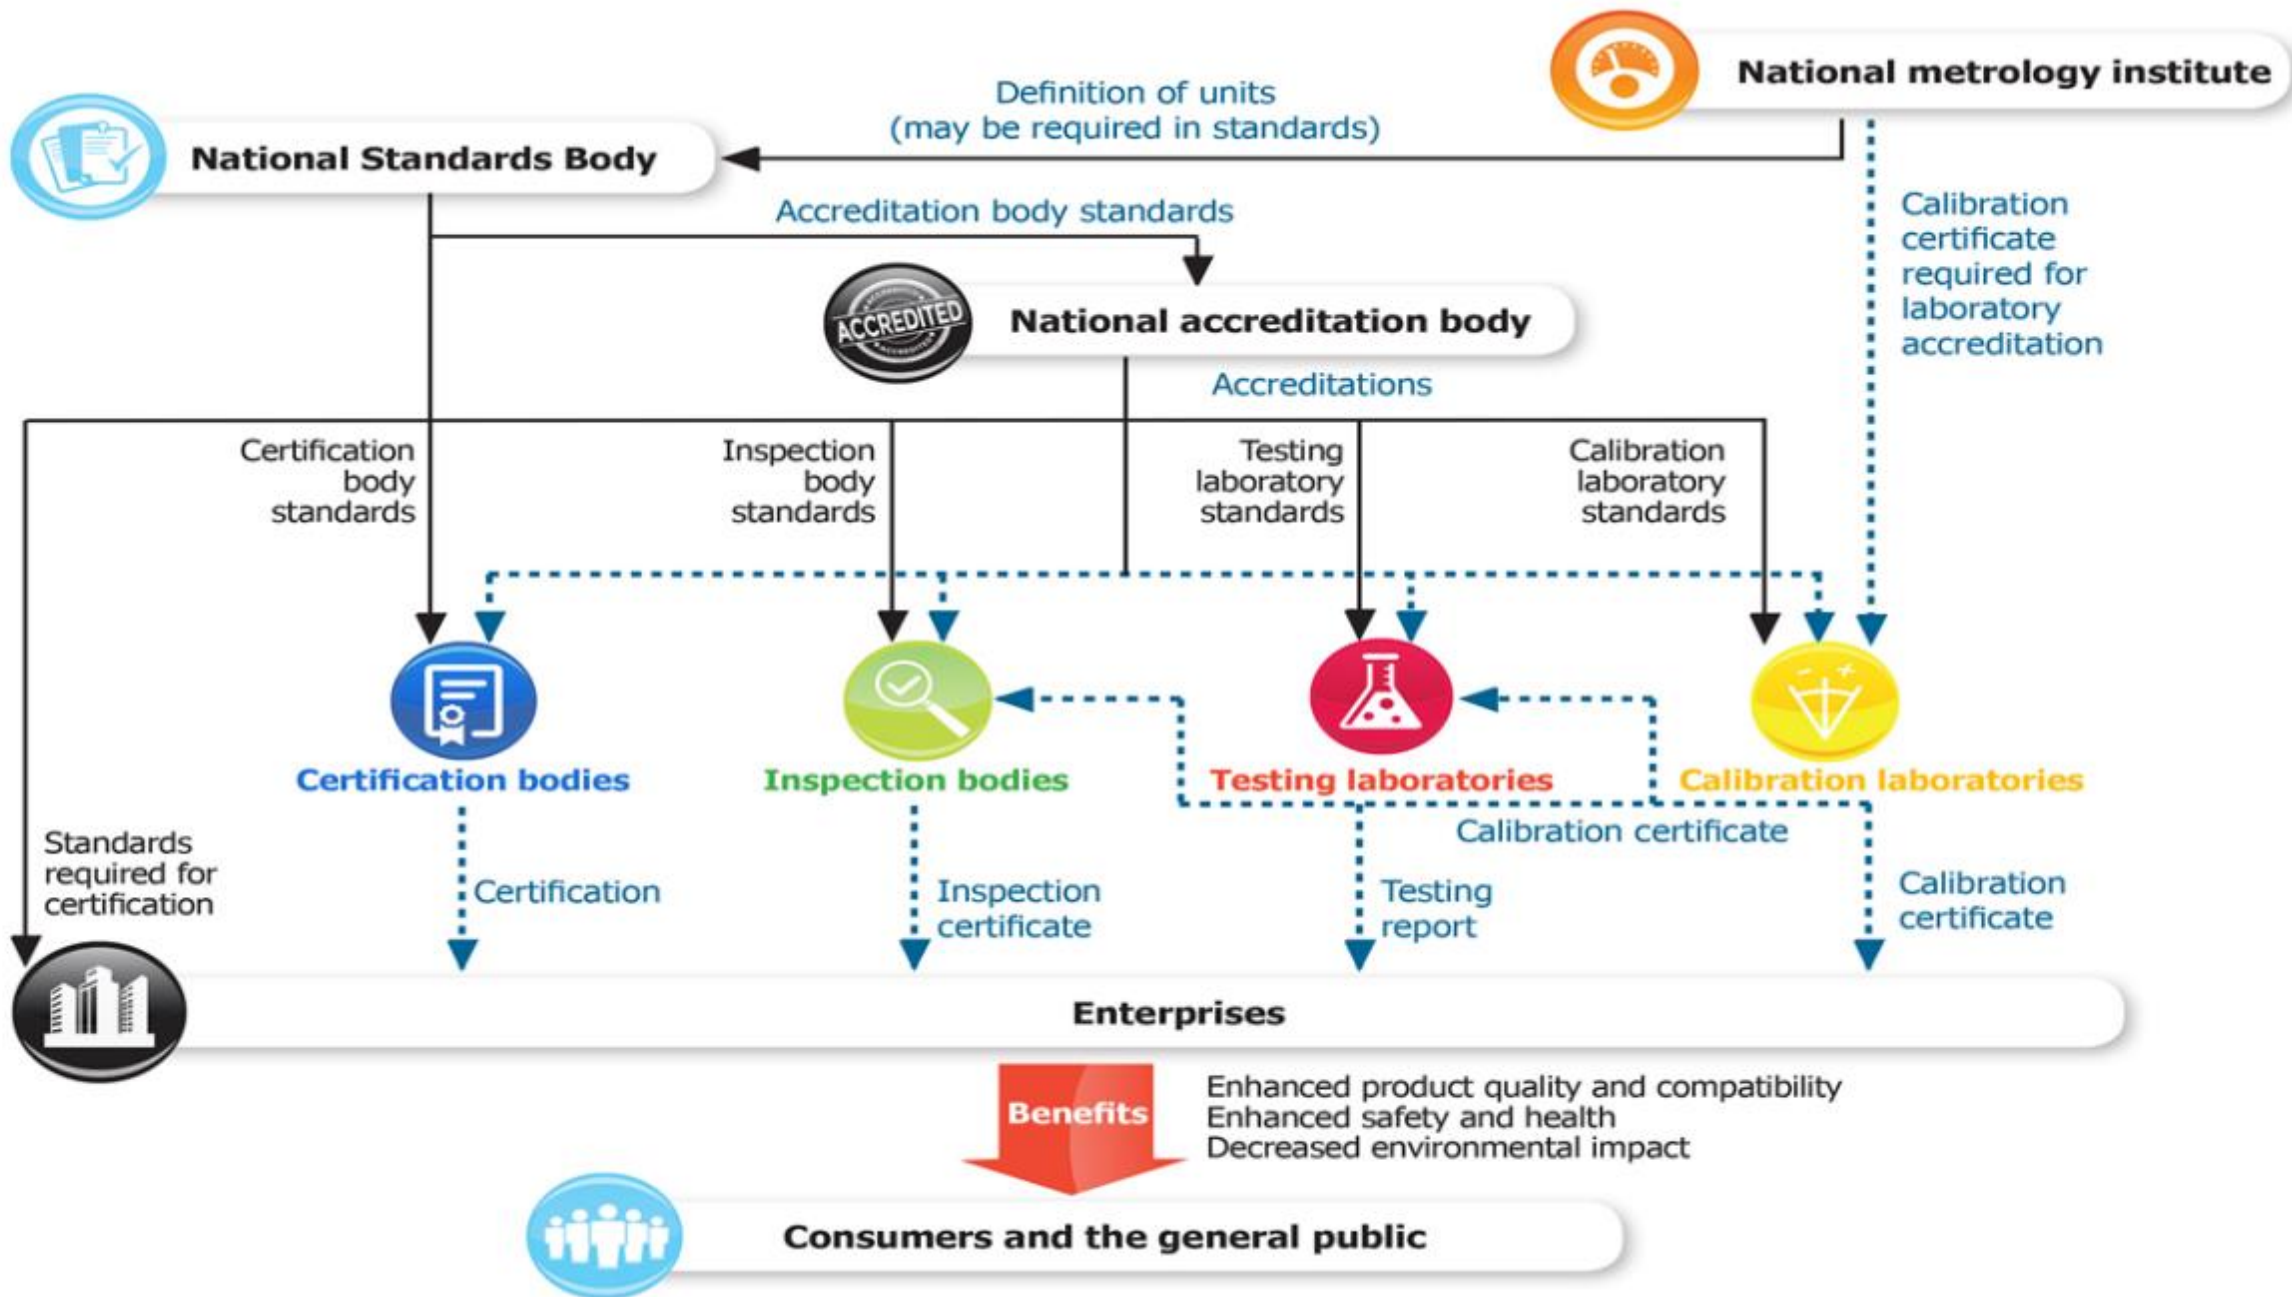 National metrology institute
Definition of units
(may be required in standards)
National Standards Body
Accreditation body standards
Calibration
certificate
required for
laboratory
accreditation
ACCREDITED
National accreditation body
Accreditations
Certification
body
standards
Inspection
body
standards
Testing
laboratory
standards
Calibration
laboratory
standards
Certification bodies
Inspection bodies
Testing laboratories
Calibration laboratories
Calibration certificate
Standards
required for
certification
Certification
Inspection
certificate
Testing
report
Calibration
certificate
Enterprises
Benefits
Enhanced product quality and compatibility
Enhanced safety and health
Decreased environmental impact
Consumers and the general public